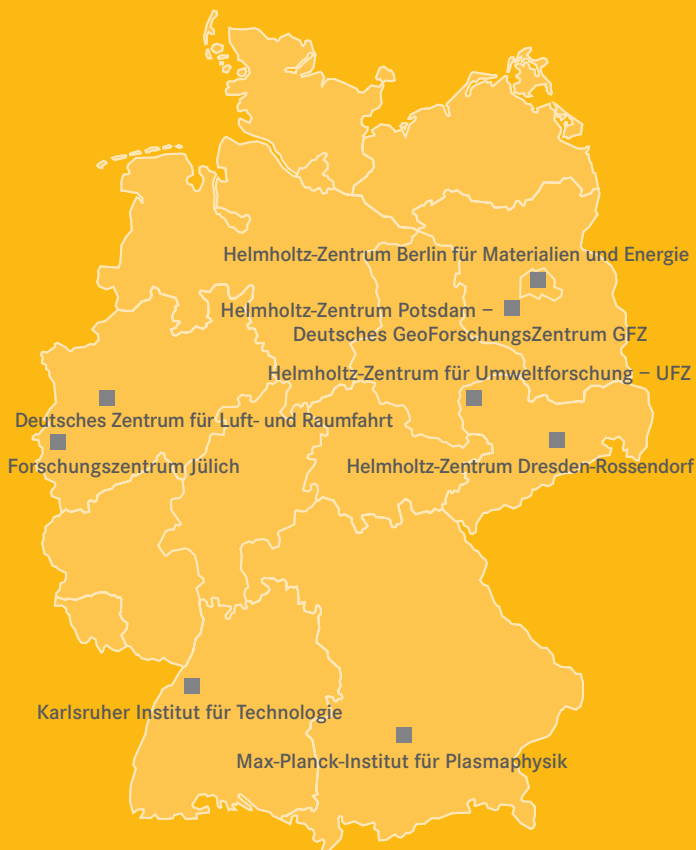 Helmholtz-Zentrum Berlin für Materialien und Energie
Helmholtz-Zentrum Potsdam –
Deutsches GeoForschungsZentrum GFZ
Helmholtz-Zentrum für Umweltforschung – UFZ
Deutsches Zentrum für Luft- und Raumfahrt
Forschungszentrum Jülich
Helmholtz-Zentrum Dresden-Rossendorf
Karlsruher Institut für Technologie
Max-Planck-Institut für Plasmaphysik